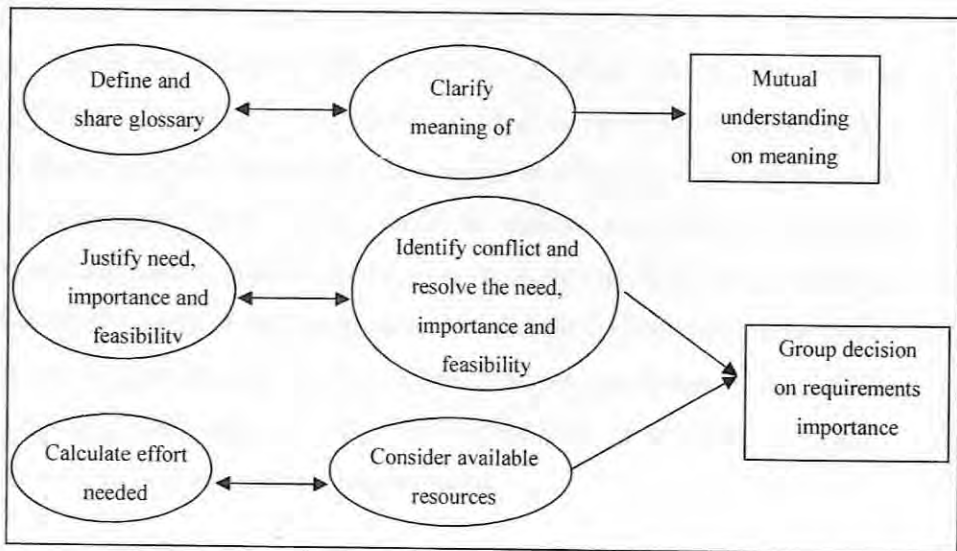 Define and
share glossary
Clarify
meaning of
Mutual
understanding
on meaning
Justify need,
importance and
feasibility
Identify conflict and
resolve the need,
importance and
feasibility
Group decision
on requirements
importance
Calculate effort
needed
Consider available
resources